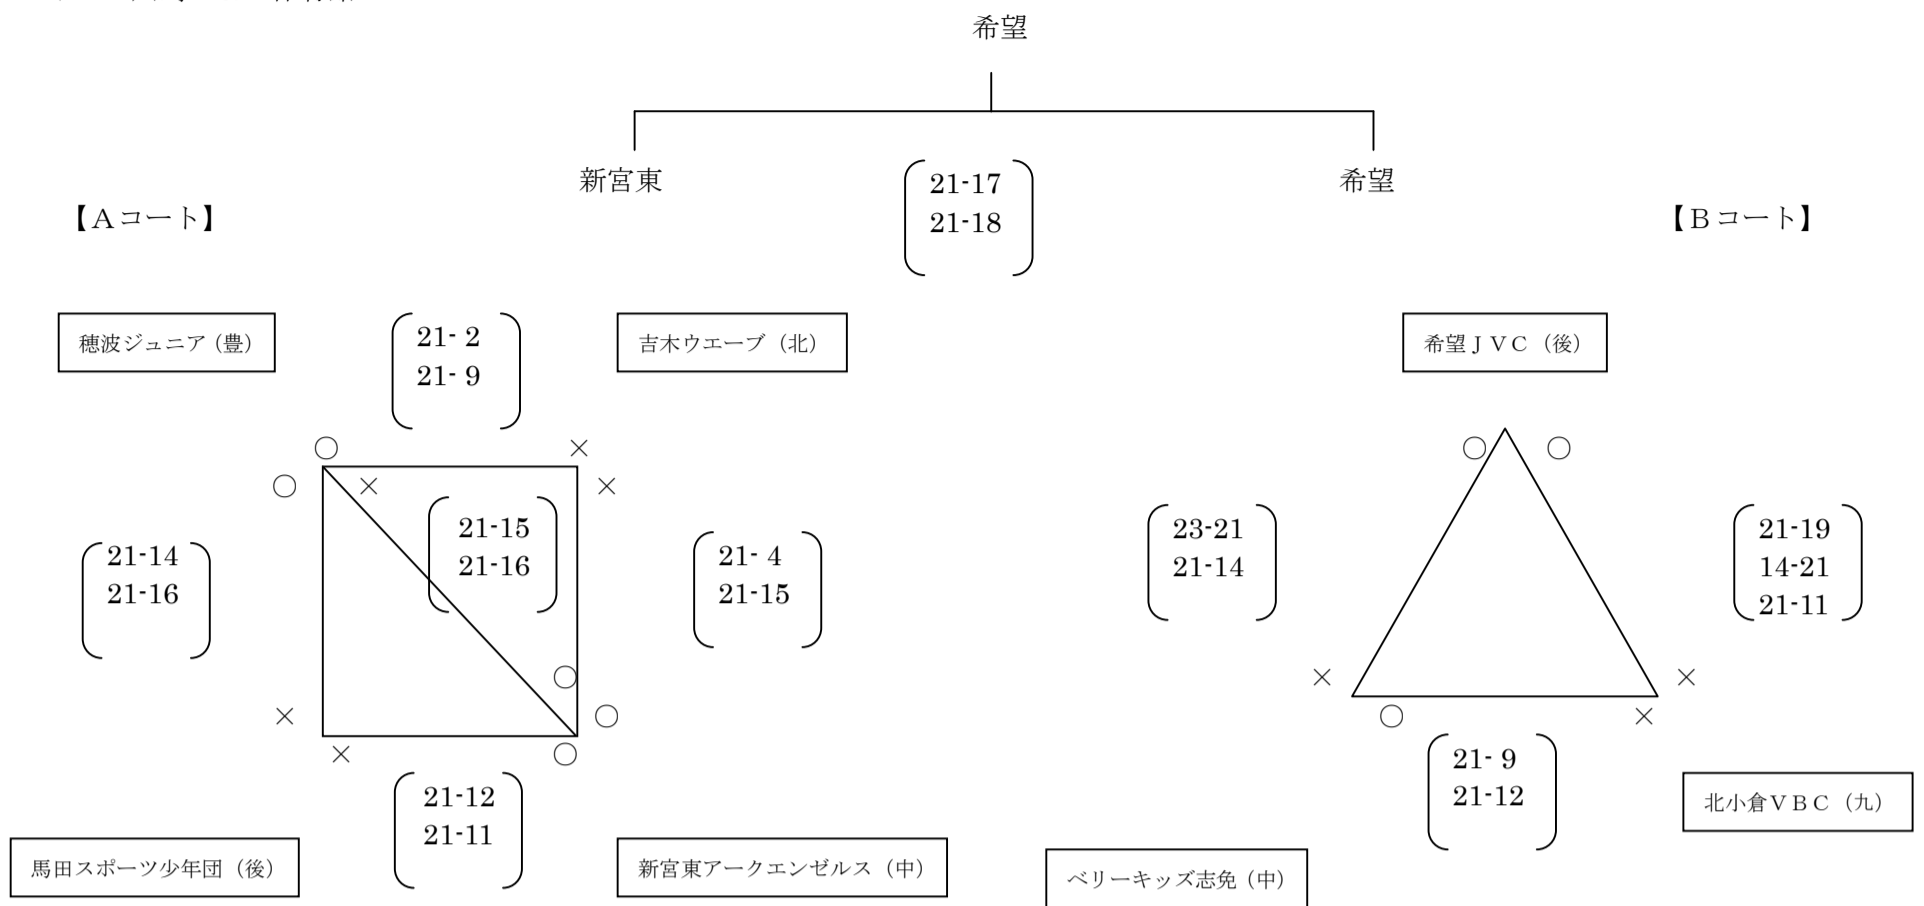 希望
新宮東
希望
21-17
21-18
【Aコート】
【Bコート】
穂波ジュニア（豊）
21- 2
21- 9
吉木ウエーブ（北）
希望ＪＶＣ（後）
○
×
○
×
×
○
○
21-15
21-16
21-14
21-16
21- 4
21-15
23-21
21-14
21-19
14-21
21-11
○
×
×
×
○
○
×
×
○
21-12
21-11
21- 9
21-12
北小倉ＶＢＣ（九）
馬田スポーツ少年団（後）
新宮東アークエンゼルス（中）
ベリーキッズ志免（中）